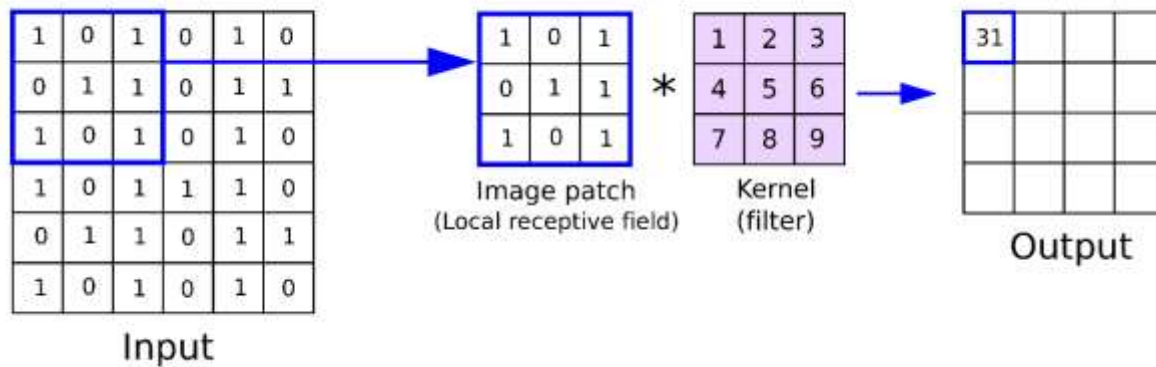 1 0 1 0 1 0
0 1 1 0 1 1
1 0 1 0 1 0
1 0 1 1 1 0
0 1 1 0 1 1
1 0 1 0 1 0
Input
1 0 1
0 1 1
1 0 1
Image patch
(Local receptive field)
*
1 2 3
4 5 6
7 8 9
Kernel
(filter)
31
Output